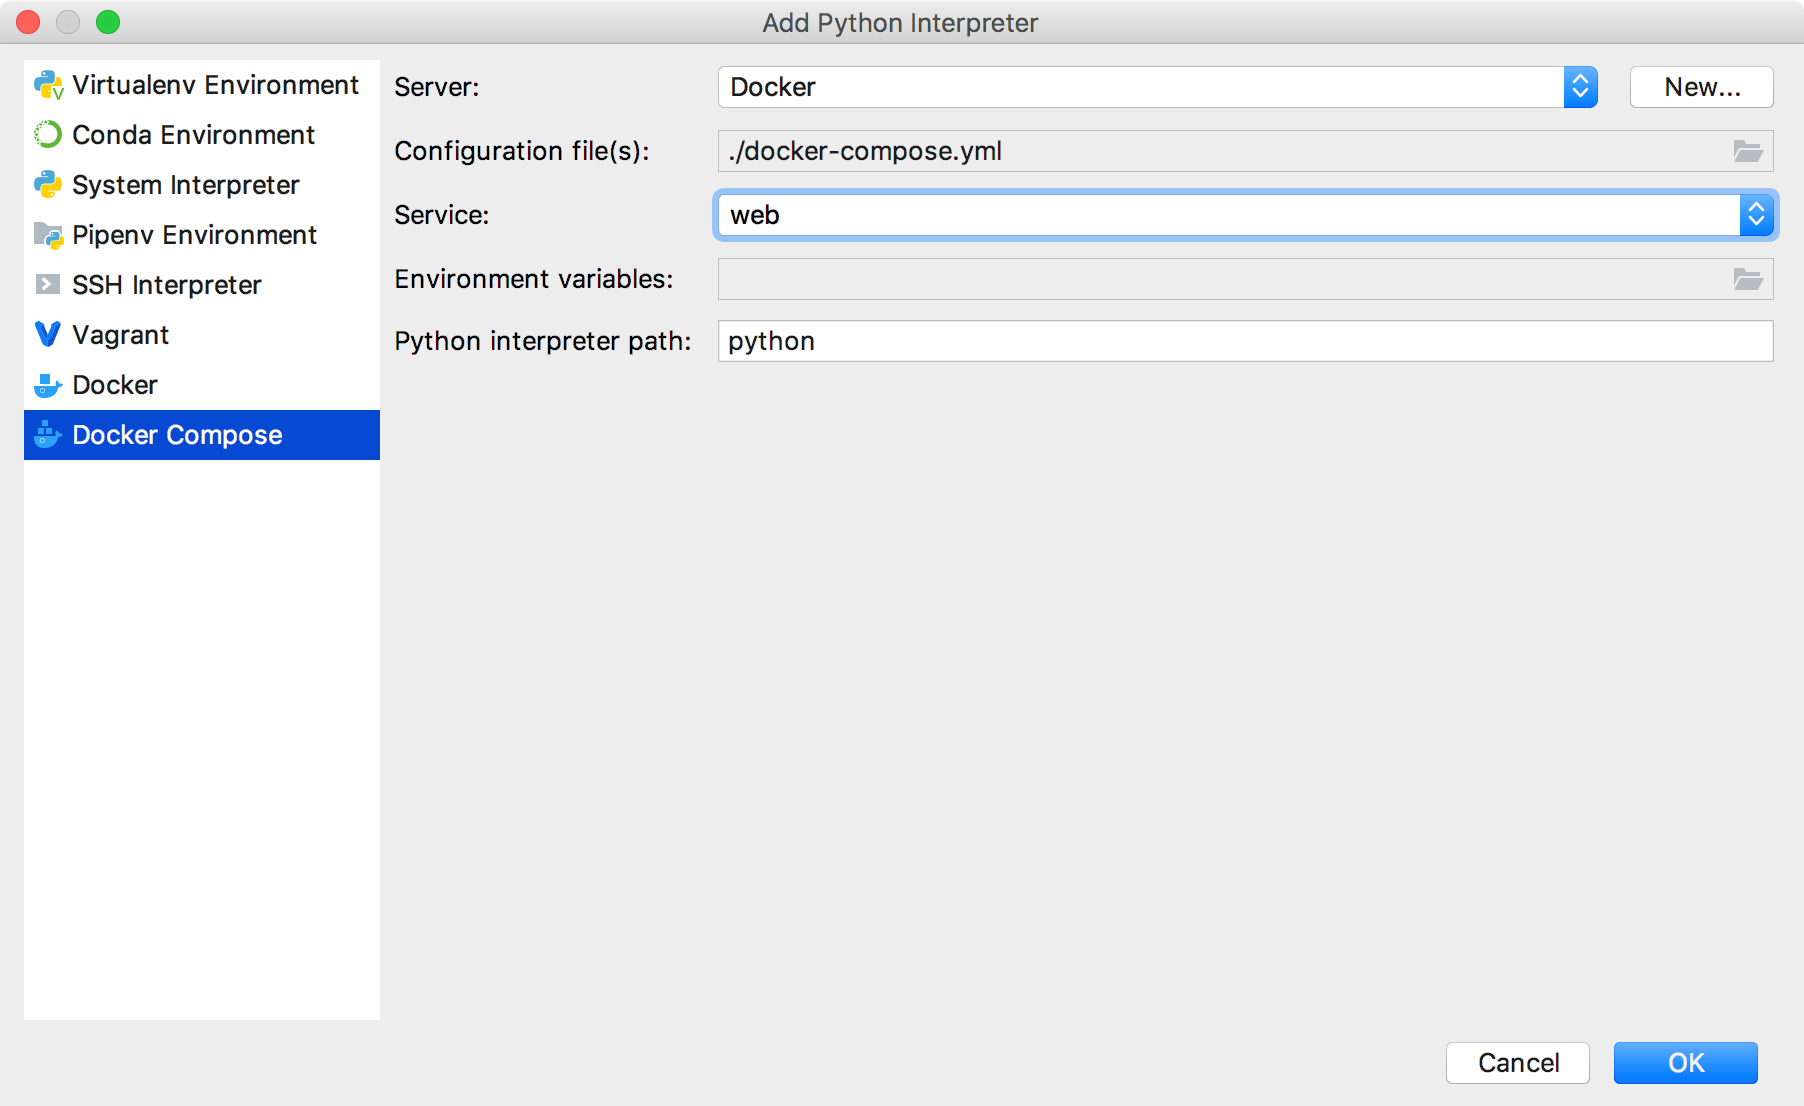 Add Python Interpreter
Virtualenv Environment
Conda Environment
System Interpreter
Pipenv Environment
SSH Interpreter
Vagrant
Docker
Docker Compose
Server:
Docker
New...
Configuration file(s):
./docker-compose.yml
Service:
web
Environment variables:
Python interpreter path:
python
Cancel
OK